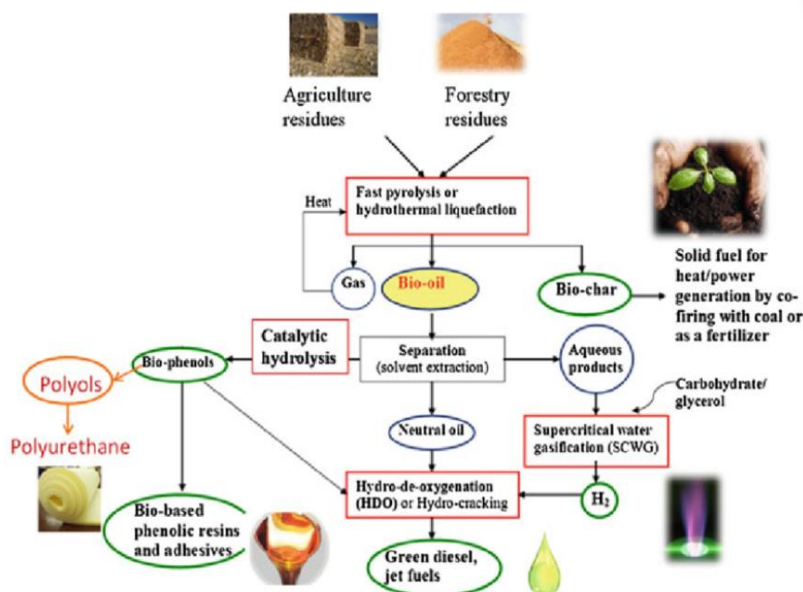 Agriculture
residues
Forestry
residues
Heat
Fast pyrolysis or
hydrothermal liquefaction
Gas
Bio-oil
Bio-char
Solid fuel for
heat/power
generation by co-
firing with coal or
as a fertilizer
Catalytic
hydrolysis
Bio-phenols
Separation
(solvent extraction)
Aqueous
products
Polyols
Polyurethane
Carbohydrate/
glycerol
Neutral oil
Supercritical water
gasification (SCWG)
Hydro-de-oxygenation
(HDO) or Hydro-cracking
H2
Bio-based
phenolic resins
and adhesives
Green diesel,
jet fuels